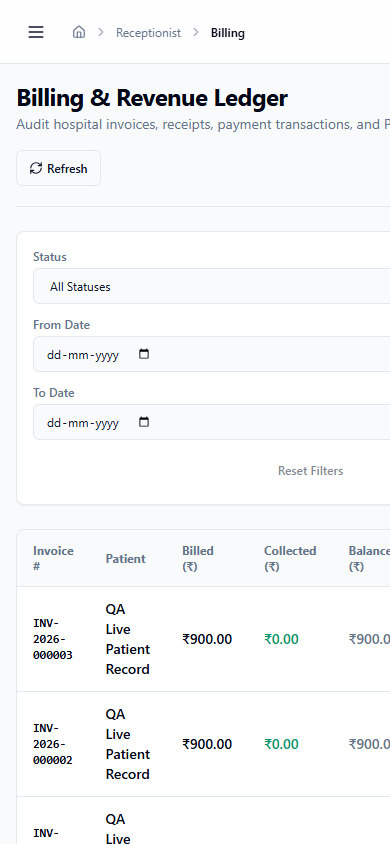 Receptionist > Billing
Billing & Revenue Ledger
Audit hospital invoices, receipts, payment transactions, and
Refresh
Status
All Statuses
From Date
dd-mm-yyyy
To Date
dd-mm-yyyy
Reset Filters
Invoice # Patient Billed (₹) Collected (₹) Balance (₹)
INV-2026-000003 QA Live Patient Record ₹900.00 ₹0.00 ₹900.0
INV-2026-000002 QA Live Patient Record ₹900.00 ₹0.00 ₹900.0
INV- QA Live